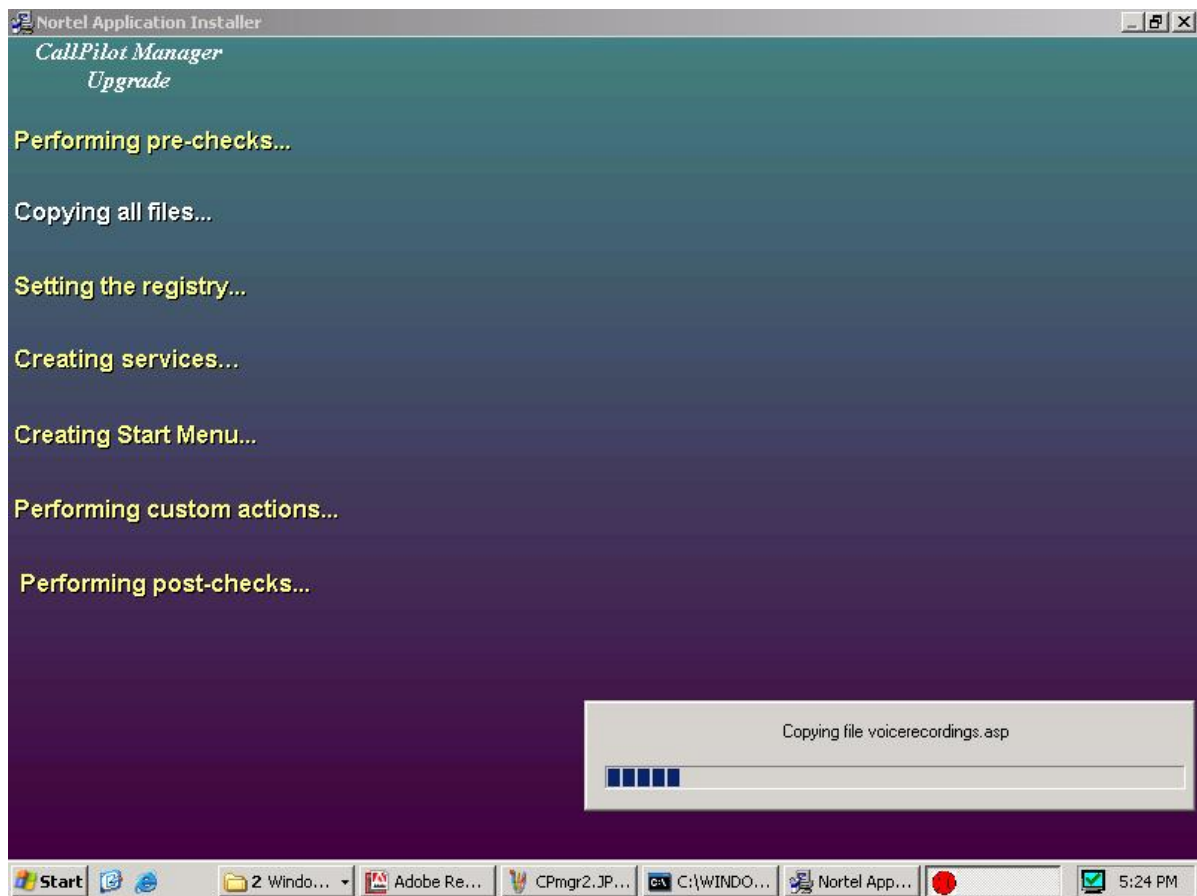 Nortel Application Installer
CallPilot Manager
Upgrade
Performing pre-checks...
Copying all files...
Setting the registry...
Creating services...
Creating Start Menu...
Performing custom actions...
Performing post-checks...
Copying file voicerecordings.asp
Start 2 Windo... Adobe Re... CPmgr2.JP... C:\WINDO... Nortel App... 5:24 PM